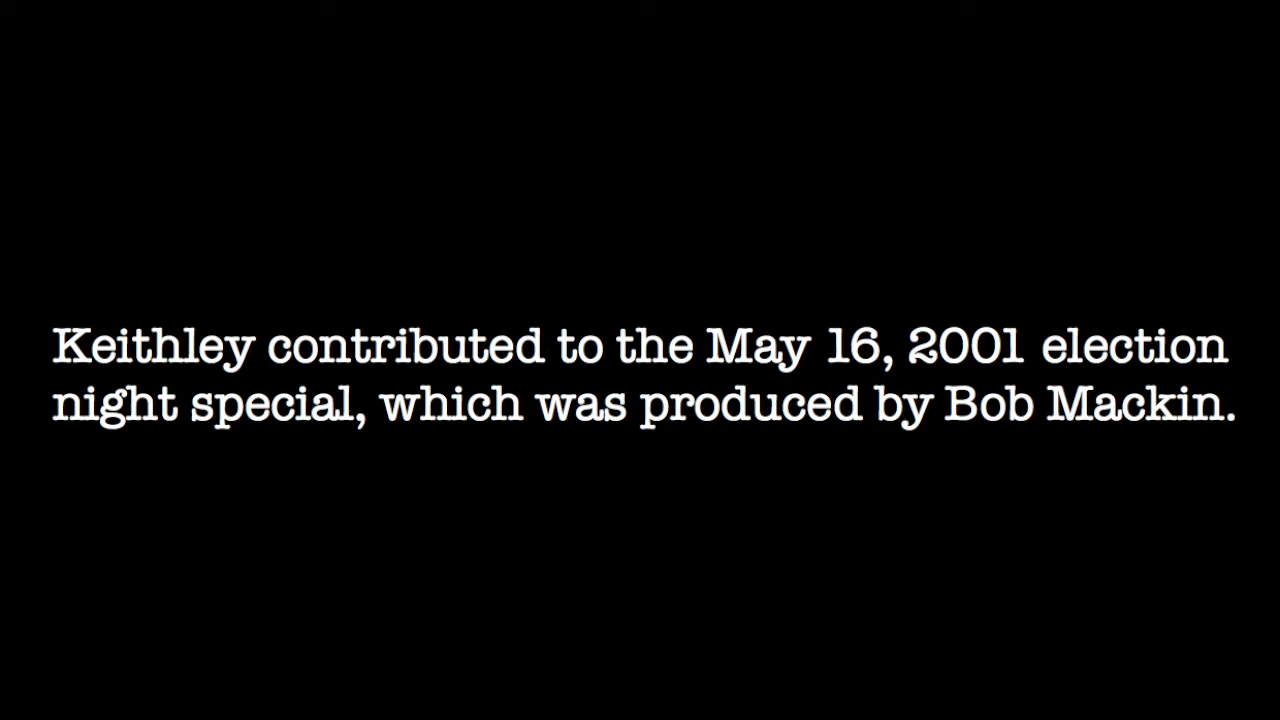 Keithley contributed to the May 16, 2001 election
night special, which was produced by Bob Mackin.